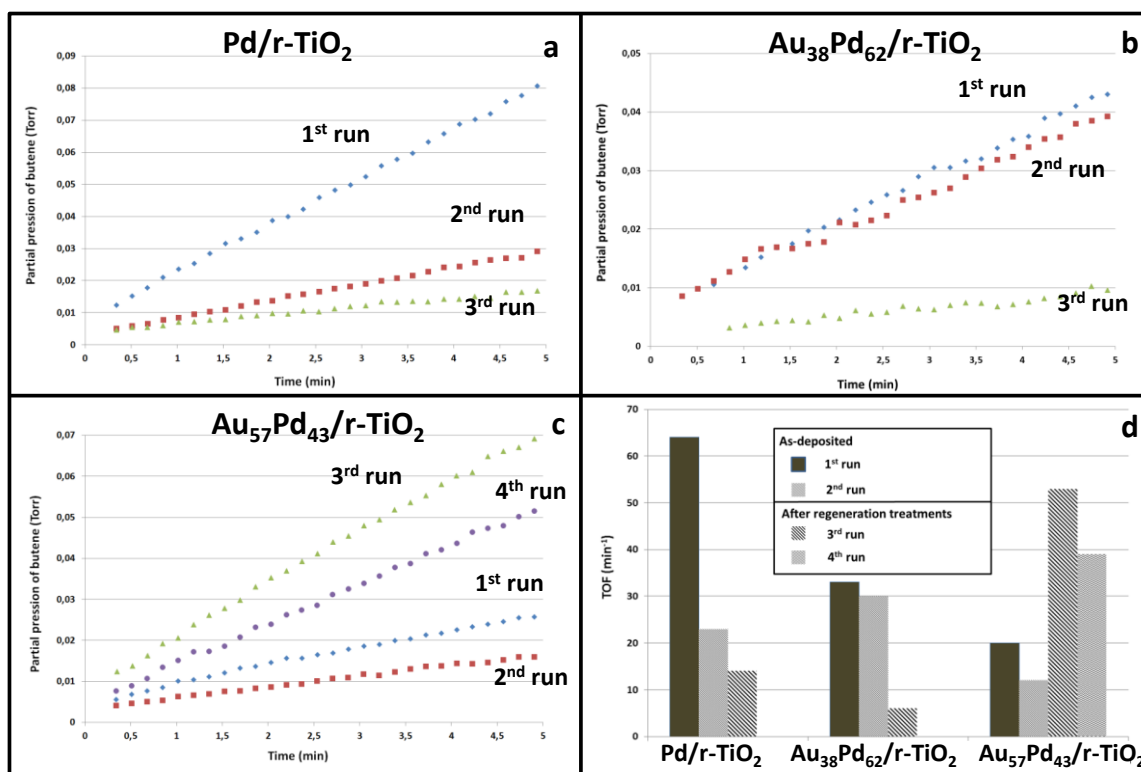 Pd/r-TiO2
a
0,09
0,08
0,07
0,06
0,05
0,04
0,03
0,02
0,01
0
Partial pression of butene (Torr)
1st run
2nd run
3rd run
0
0,5
1
1,5
2
2,5
3
3,5
4
4,5
5
Time (min)
Au38Pd62/r-TiO2
b
0,05
0,04
0,03
0,02
0,01
0
Partial pression of butene (Torr)
1st run
2nd run
3rd run
0
0,5
1
1,5
2
2,5
3
3,5
4
4,5
5
Time (min)
Au57Pd43/r-TiO2
c
0,07
0,06
0,05
0,04
0,03
0,02
0,01
0
Partial pression of butene (Torr)
3rd run
4th run
1st run
2nd run
0
0,5
1
1,5
2
2,5
3
3,5
4
4,5
5
Time (min)
d
70
60
50
40
30
20
10
0
TOF (min-1)
As-deposited
1st run
2nd run
After regeneration treatments
3rd run
4th run
Pd/r-TiO2
Au38Pd62/r-TiO2
Au57Pd43/r-TiO2